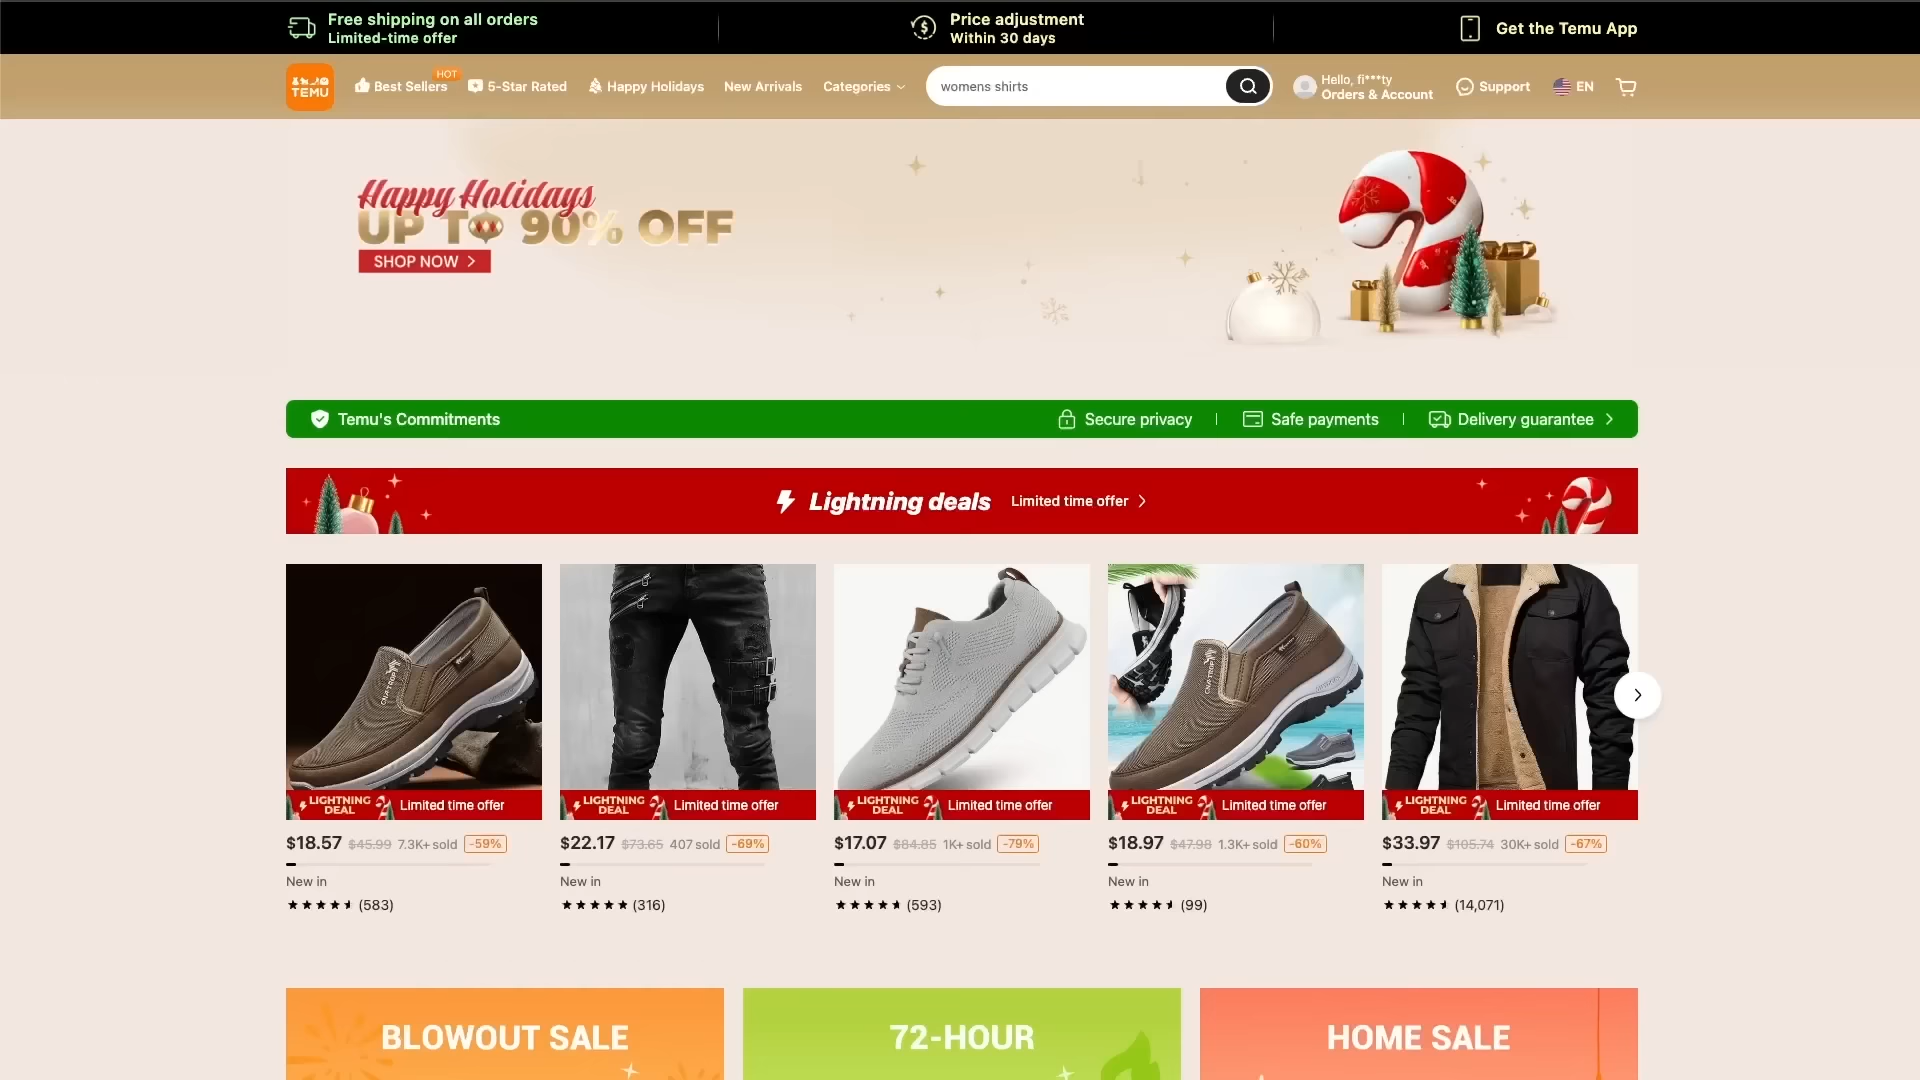 Free shipping on all orders
Limited-time offer
Price adjustment
Within 30 days
Get the Temu App
TEMU
Best Sellers
HOT
5-Star Rated
Happy Holidays
New Arrivals
Categories
womens shirts
Hello, fi***ty
Orders & Account
Support
EN
Happy Holidays
UP TO 90% OFF
SHOP NOW >
Temu's Commitments
Secure privacy
Safe payments
Delivery guarantee >
Lightning deals
Limited time offer >
LIGHTNING DEAL Limited time offer
LIGHTNING DEAL Limited time offer
LIGHTNING DEAL Limited time offer
LIGHTNING DEAL Limited time offer
LIGHTNING DEAL Limited time offer
$18.57 $45.99 7.3K+ sold -59%
New in
(583)
$22.17 $73.65 407 sold -69%
New in
(316)
$17.07 $84.85 1K+ sold -79%
New in
(593)
$18.97 $47.98 1.3K+ sold -60%
New in
(99)
$33.97 $105.74 30K+ sold -67%
New in
(14,071)
BLOWOUT SALE
72-HOUR
HOME SALE